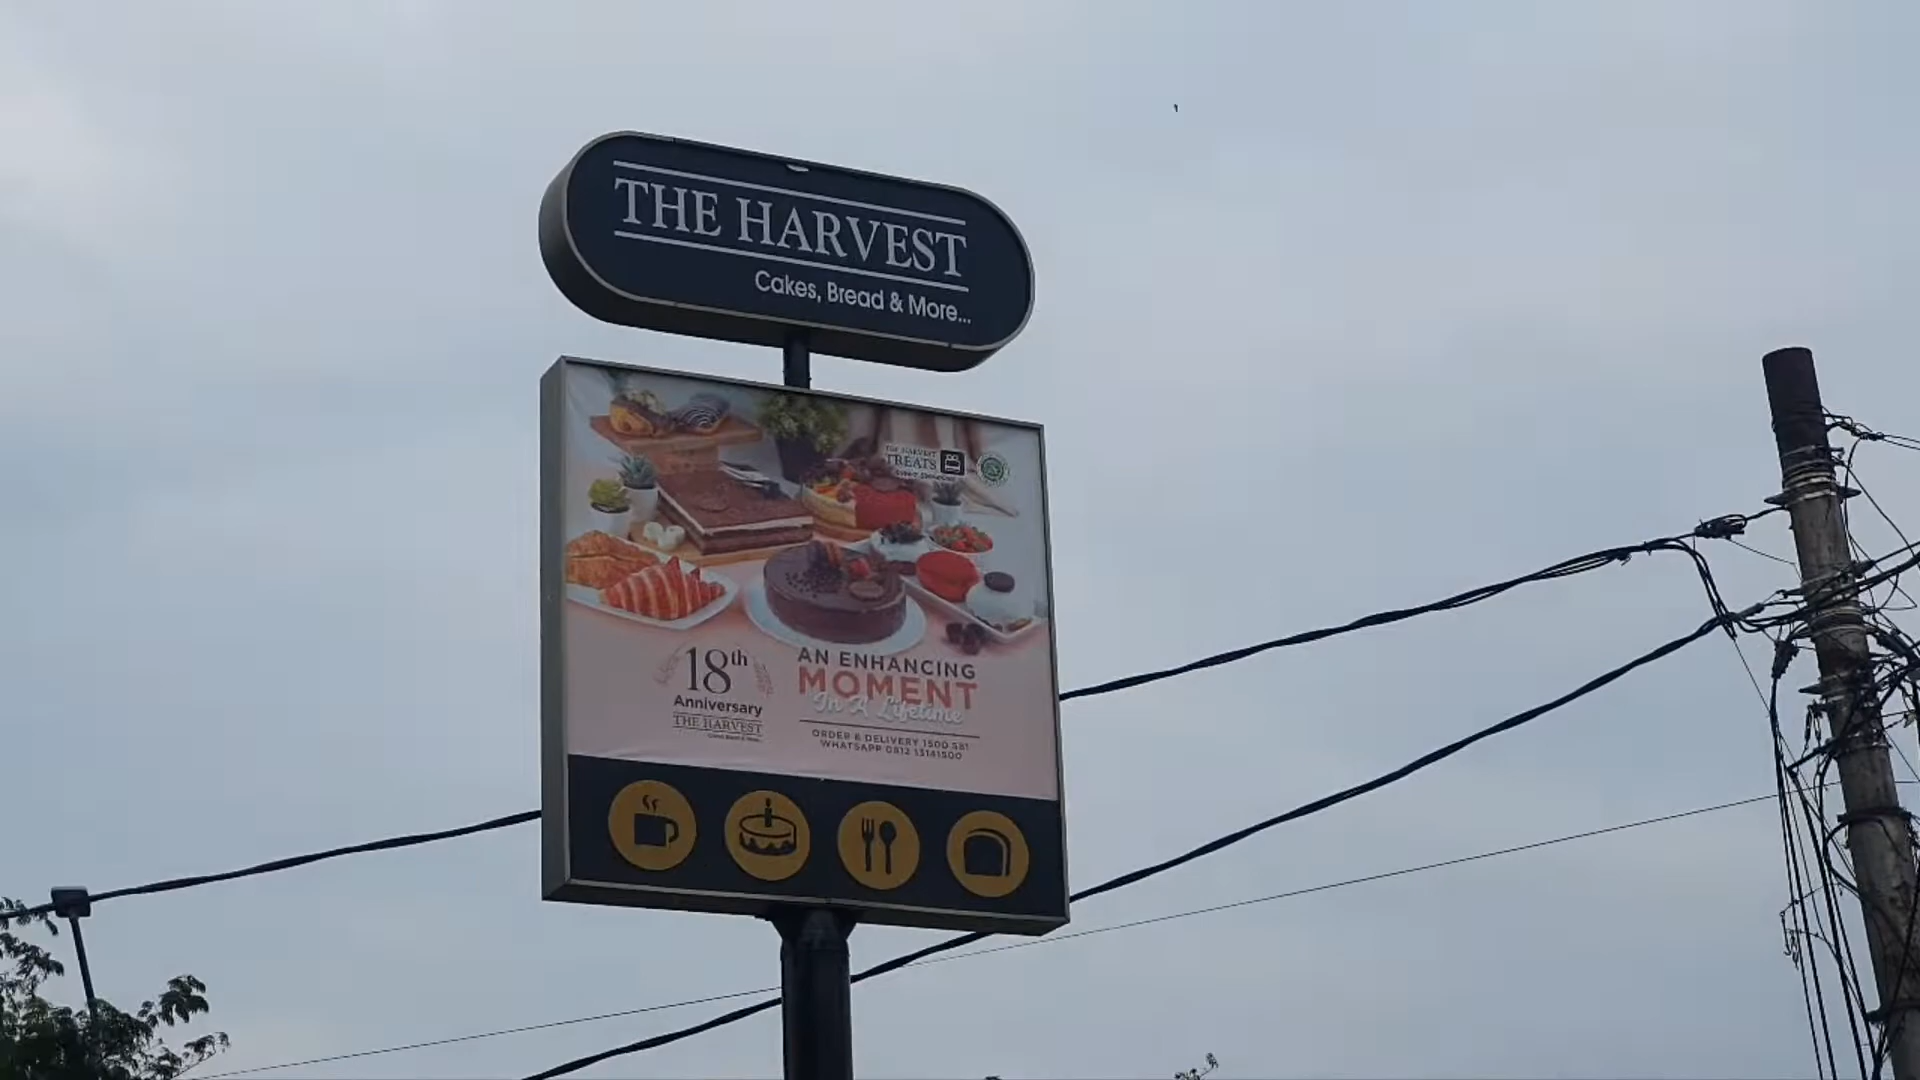 THE HARVEST
Cakes, Bread & More...
THE HARVEST
TREATS
18th
Anniversary
THE HARVEST
AN ENHANCING
MOMENT
In A Lifetime
ORDER & DELIVERY 1500 581
WHATSAPP 0812 13141500